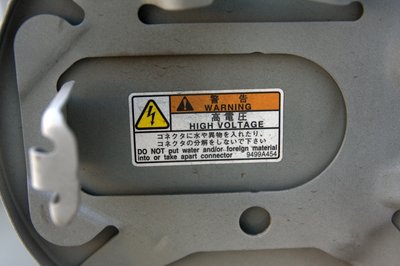 警告
WARNING
高電圧
HIGH VOLTAGE
コネクタに水や異物を入れたり、
コネクタの分解をしないで下さい
DO NOT put water and/or foreign material
into or take apart connector 9499A454